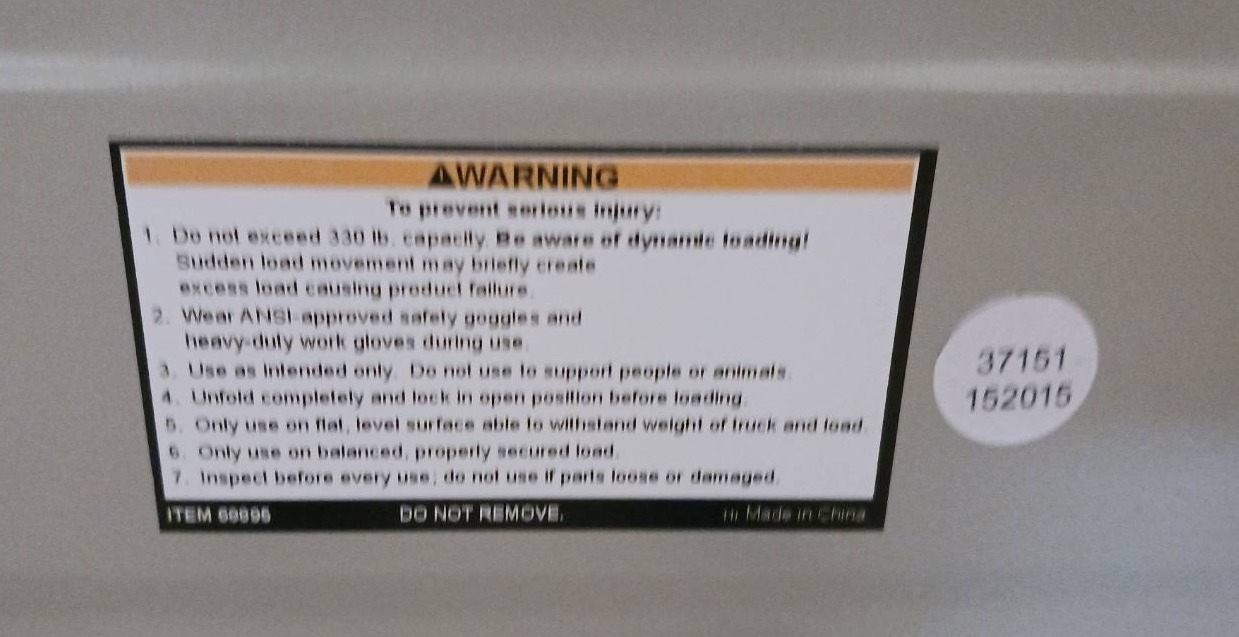 ⚠WARNING
To prevent serious injury:
1. Do not exceed 330 lb. capacity. Be aware of dynamic loading!
Sudden load movement may briefly create
excess load causing product failure.
2. Wear ANSI-approved safety goggles and
heavy-duty work gloves during use.
3. Use as intended only. Do not use to support people or animals.
4. Unfold completely and lock in open position before loading.
5. Only use on flat, level surface able to withstand weight of truck and load.
6. Only use on balanced, properly secured load.
7. Inspect before every use; do not use if parts loose or damaged.
ITEM DO NOT REMOVE. Made in China
37151
152015